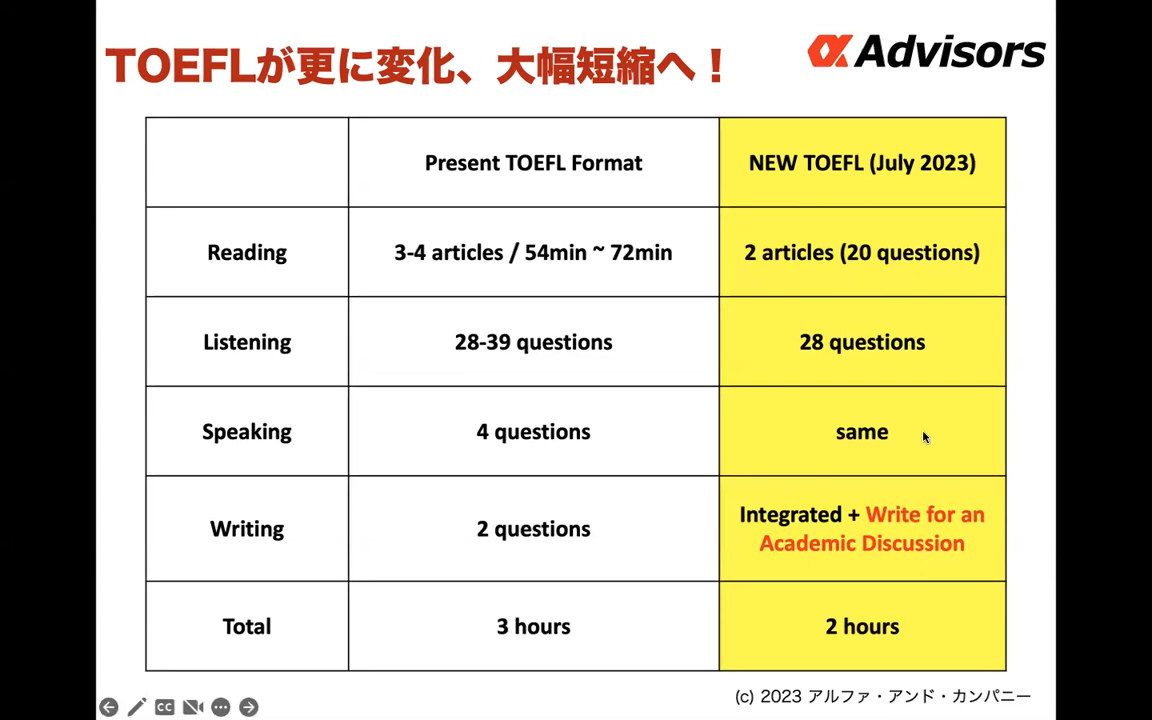 TOEFLが更に変化、大幅短縮へ！
αAdvisors
Present TOEFL Format
NEW TOEFL (July 2023)
Reading
3-4 articles / 54min ~ 72min
2 articles (20 questions)
Listening
28-39 questions
28 questions
Speaking
4 questions
same
Writing
2 questions
Integrated + Write for an
Academic Discussion
Total
3 hours
2 hours
(c) 2023 アルファ・アンド・カンパニー
CC